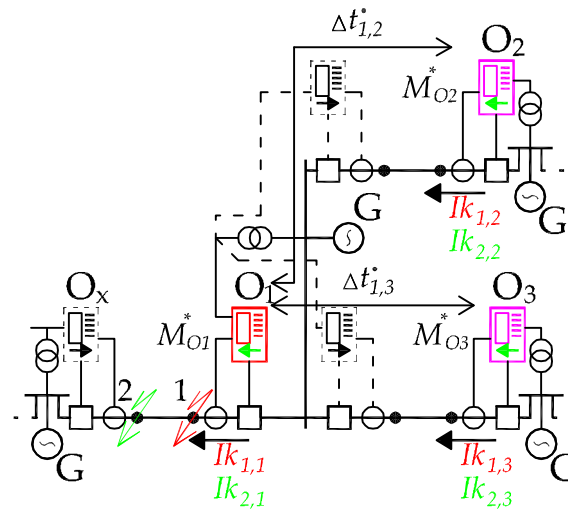 Δt*1,2
O2
M*O2
G
Ik1,2
Ik2,2
G
O1
Δt*1,3
Ox
O3
M*O1
M*O3
2
1
G
Ik1,1
Ik2,1
Ik1,3
Ik2,3
G